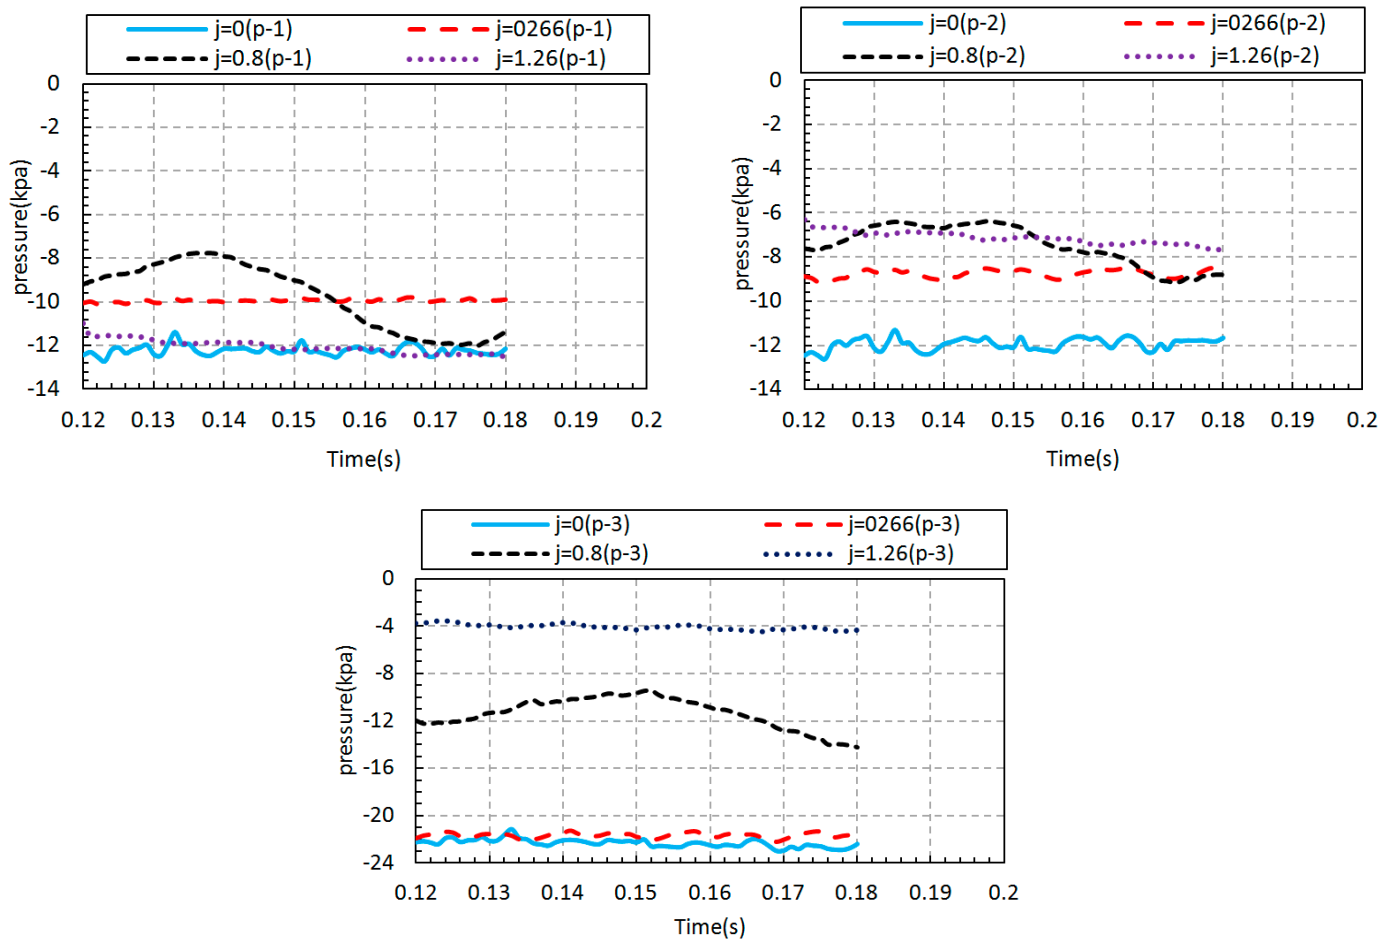 j=0(p-1) j=0266(p-1)
j=0.8(p-1) j=1.26(p-1)
0
-2
-4
-6
-8
-10
-12
-14
pressure(kpa)
0.12 0.13 0.14 0.15 0.16 0.17 0.18 0.19 0.2
Time(s)
j=0(p-2) j=0266(p-2)
j=0.8(p-2) j=1.26(p-2)
0
-2
-4
-6
-8
-10
-12
-14
pressure(kpa)
0.12 0.13 0.14 0.15 0.16 0.17 0.18 0.19 0.2
Time(s)
j=0(p-3) j=0266(p-3)
j=0.8(p-3) j=1.26(p-3)
0
-4
-8
-12
-16
-20
-24
pressure(kpa)
0.12 0.13 0.14 0.15 0.16 0.17 0.18 0.19 0.2
Time(s)